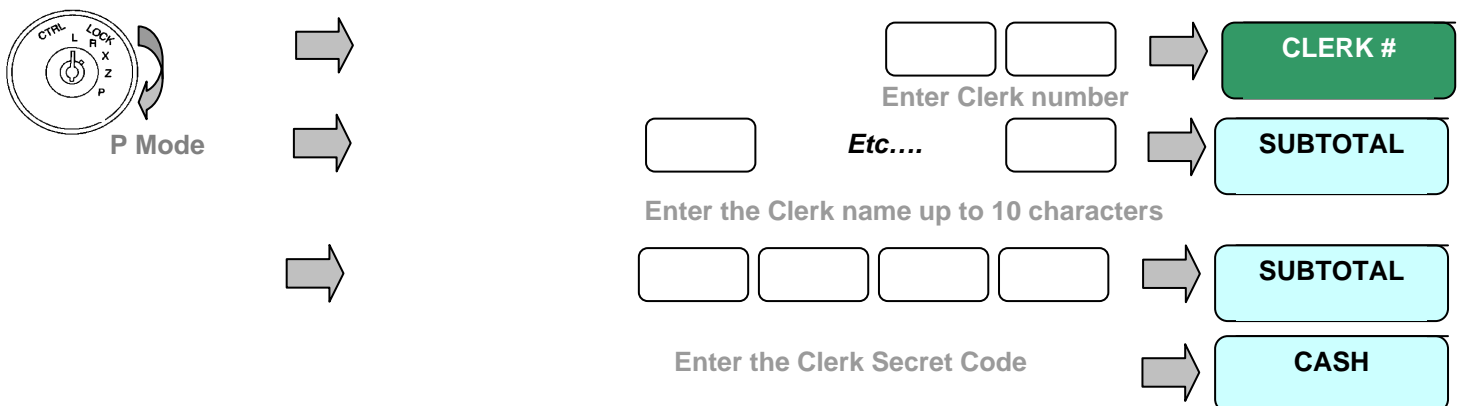 CTRL
L
LOCK
R
X
Z
P
CLERK #
Enter Clerk number
P Mode
Etc….
SUBTOTAL
Enter the Clerk name up to 10 characters
SUBTOTAL
Enter the Clerk Secret Code
CASH